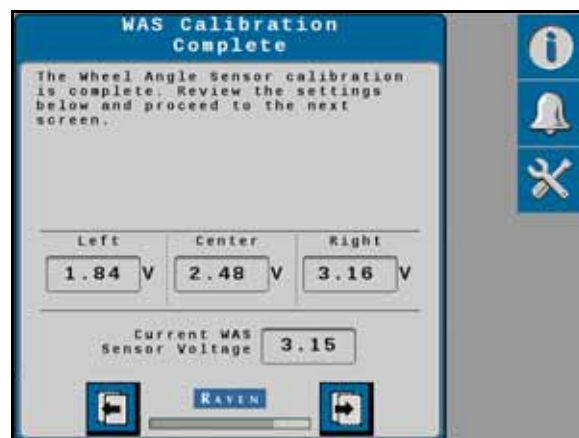 WAS Calibration
Complete
The Wheel Angle Sensor calibration
is complete. Review the settings
below and proceed to the next
screen.
Left Center Right
1.84 V 2.48 V 3.16 V
Current WAS
Sensor Voltage 3.15
RAVEN